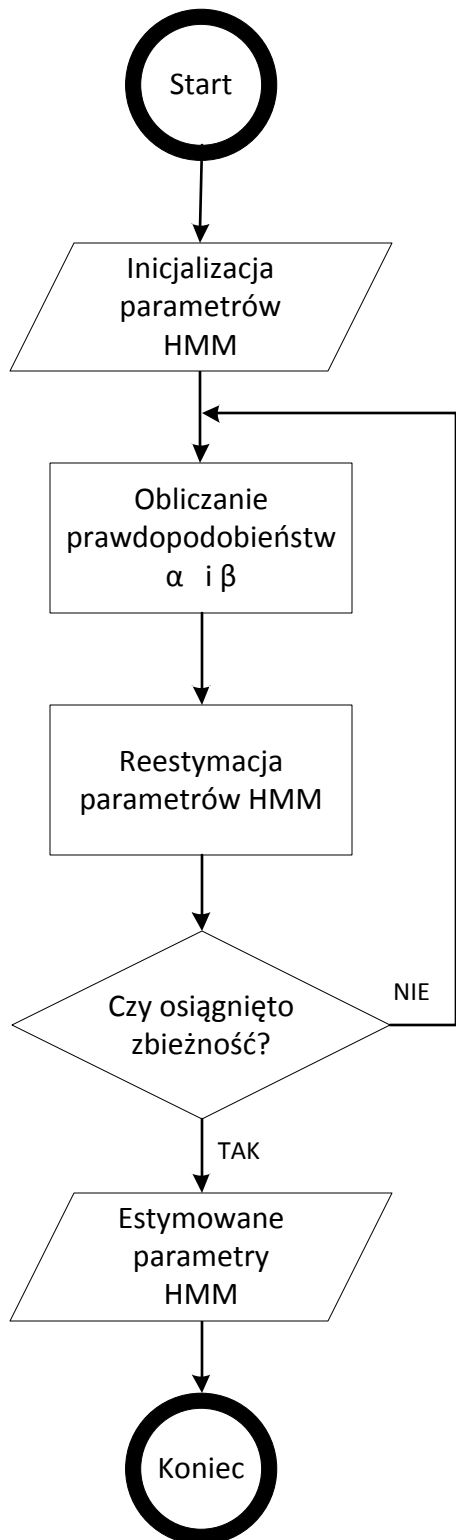 Start
Inicjalizacja
parametrów
HMM
Obliczanie
prawdopodobieństw
α i β
Reestymacja
parametrów HMM
Czy osiągnięto
zbieżność?
NIE
TAK
Estymowane
parametry
HMM
Koniec